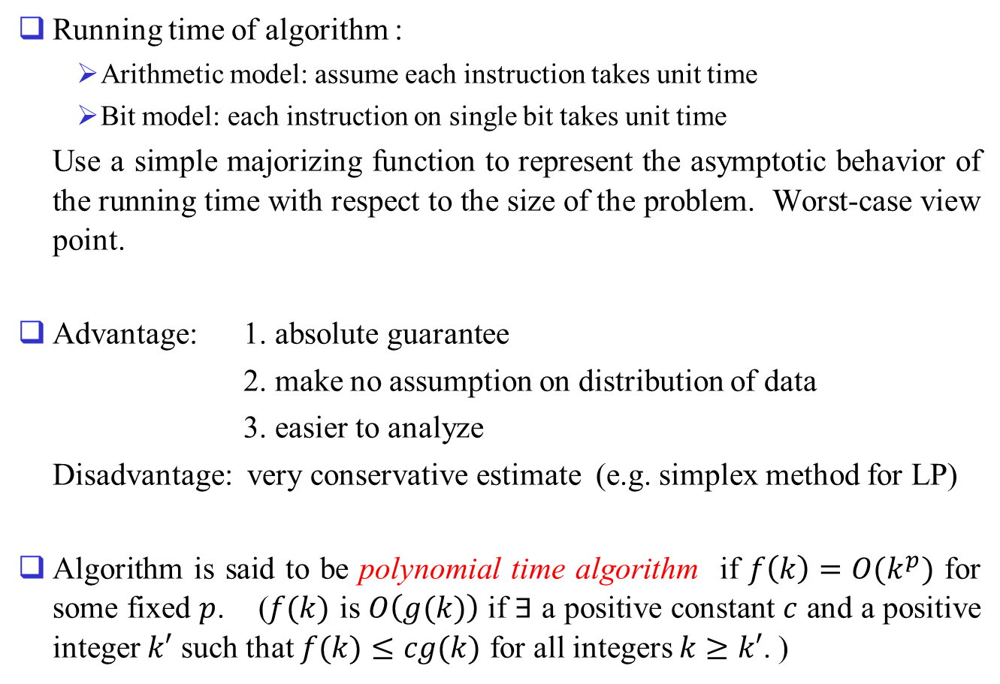 Running time of algorithm :
Arithmetic model: assume each instruction takes unit time
Bit model: each instruction on single bit takes unit time
Use a simple majorizing function to represent the asymptotic behavior of
the running time with respect to the size of the problem. Worst-case view
point.
Advantage: 1. absolute guarantee
2. make no assumption on distribution of data
3. easier to analyze
Disadvantage: very conservative estimate (e.g. simplex method for LP)
Algorithm is said to be polynomial time algorithm if f(k) = O(kᵖ) for
some fixed p. (f(k) is O(g(k)) if ∃ a positive constant c and a positive
integer k′ such that f(k) ≤ cg(k) for all integers k ≥ k′. )